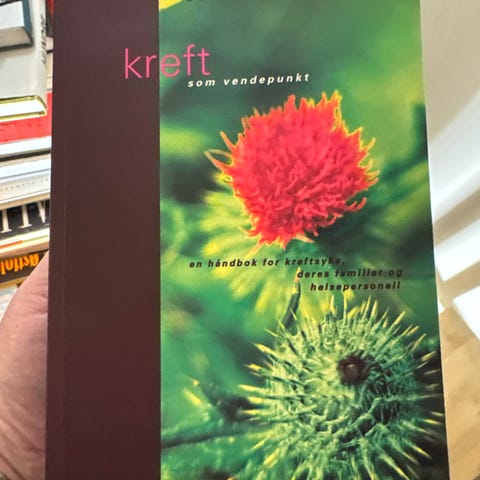 kreft
som vendepunkt
en håndbok for kreftsyke,
deres familier og
helsepersonell